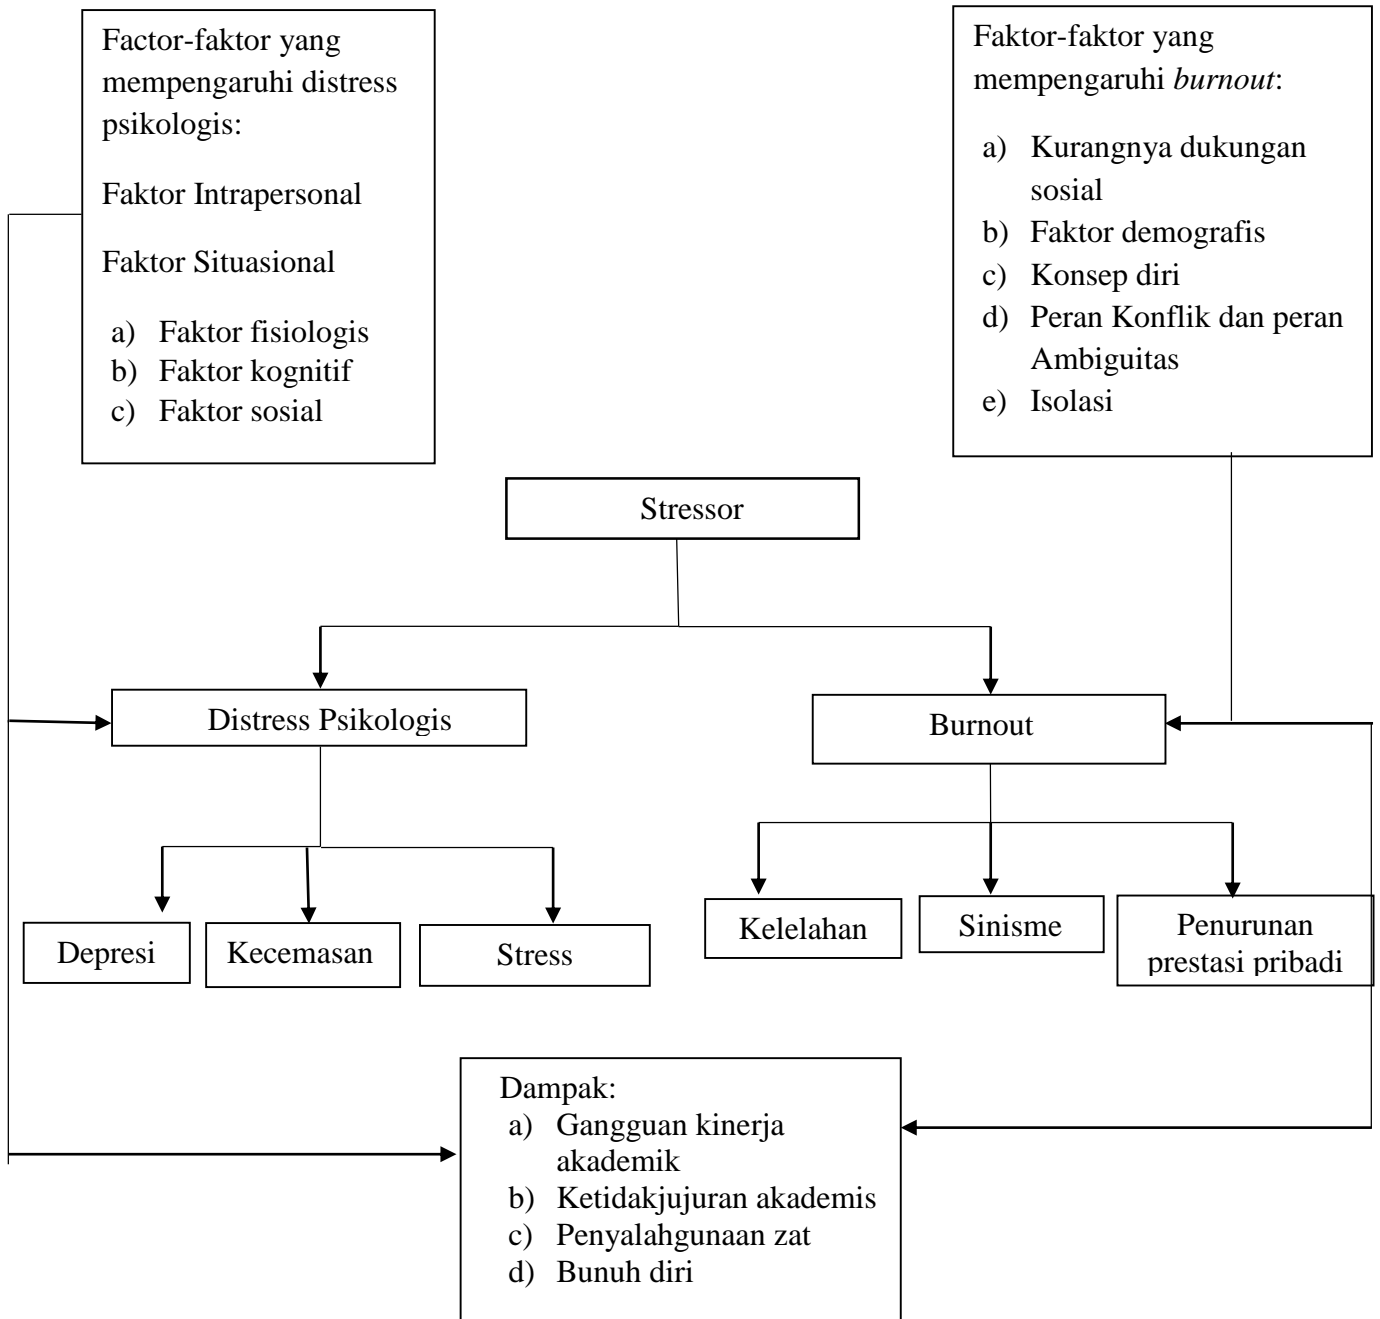 Factor-faktor yang
mempengaruhi distress
psikologis:
Faktor Intrapersonal
Faktor Situasional
a) Faktor fisiologis
b) Faktor kognitif
c) Faktor sosial
Faktor-faktor yang
mempengaruhi burnout:
a) Kurangnya dukungan
sosial
b) Faktor demografis
c) Konsep diri
d) Peran Konflik dan peran
Ambiguitas
e) Isolasi
Stressor
Distress Psikologis
Burnout
Depresi
Kecemasan
Stress
Kelelahan
Sinisme
Penurunan
prestasi pribadi
Dampak:
a) Gangguan kinerja
akademik
b) Ketidakjujuran akademis
c) Penyalahgunaan zat
d) Bunuh diri